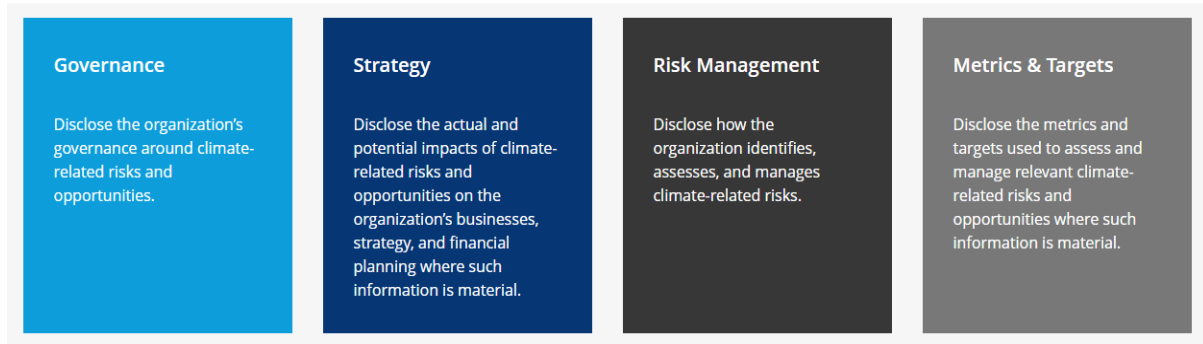 Governance
Disclose the organization’s
governance around climate-
related risks and
opportunities.
Strategy
Disclose the actual and
potential impacts of climate-
related risks and
opportunities on the
organization’s businesses,
strategy, and financial
planning where such
information is material.
Risk Management
Disclose how the
organization identifies,
assesses, and manages
climate-related risks.
Metrics & Targets
Disclose the metrics and
targets used to assess and
manage relevant climate-
related risks and
opportunities where such
information is material.